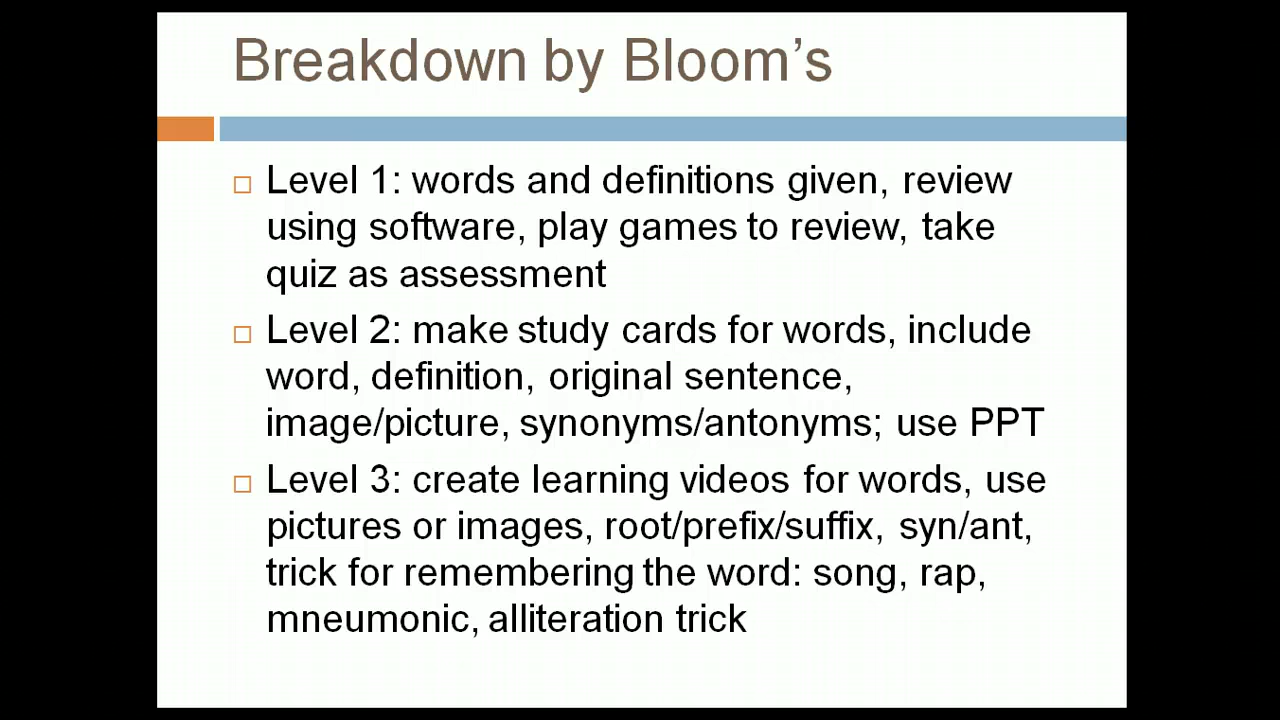 Breakdown by Bloom's
Level 1: words and definitions given, review
using software, play games to review, take
quiz as assessment
Level 2: make study cards for words, include
word, definition, original sentence,
image/picture, synonyms/antonyms; use PPT
Level 3: create learning videos for words, use
pictures or images, root/prefix/suffix, syn/ant,
trick for remembering the word: song, rap,
mneumonic, alliteration trick